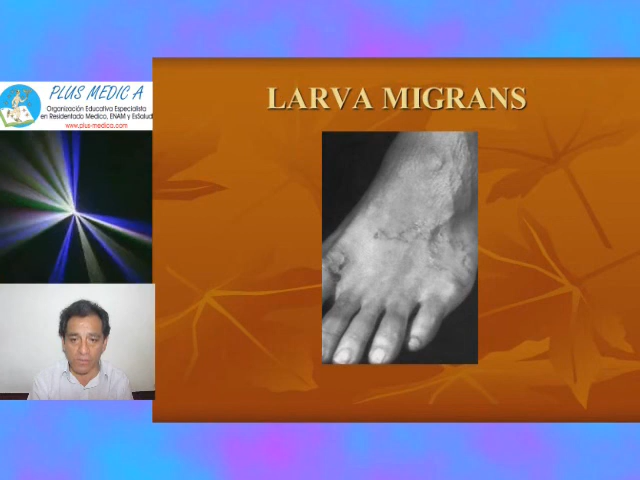 PLUS MEDIC A
Organización Educativa Especialista
en Residentado Medico, ENAM y EsSalud
www.plus-medica.com
LARVA MIGRANS